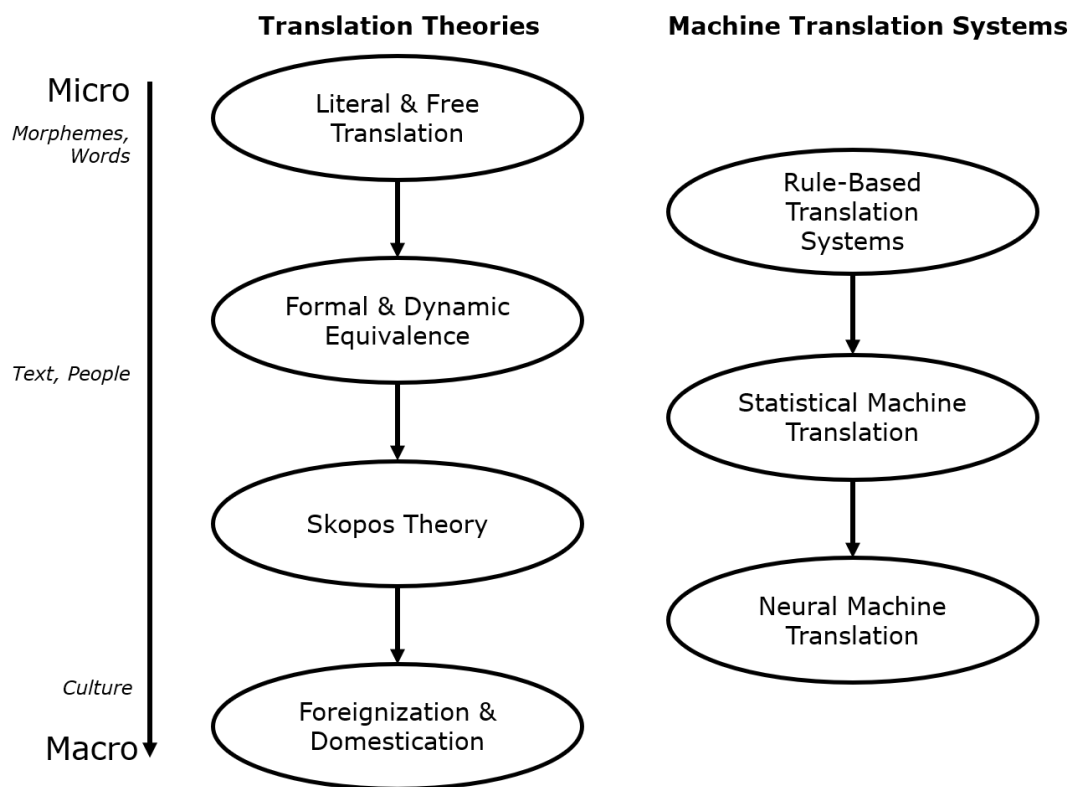 Translation Theories
Machine Translation Systems
Micro
Morphemes,
Words
Text, People
Culture
Macro
Literal & Free
Translation
Formal & Dynamic
Equivalence
Skopos Theory
Foreignization &
Domestication
Rule-Based
Translation
Systems
Statistical Machine
Translation
Neural Machine
Translation